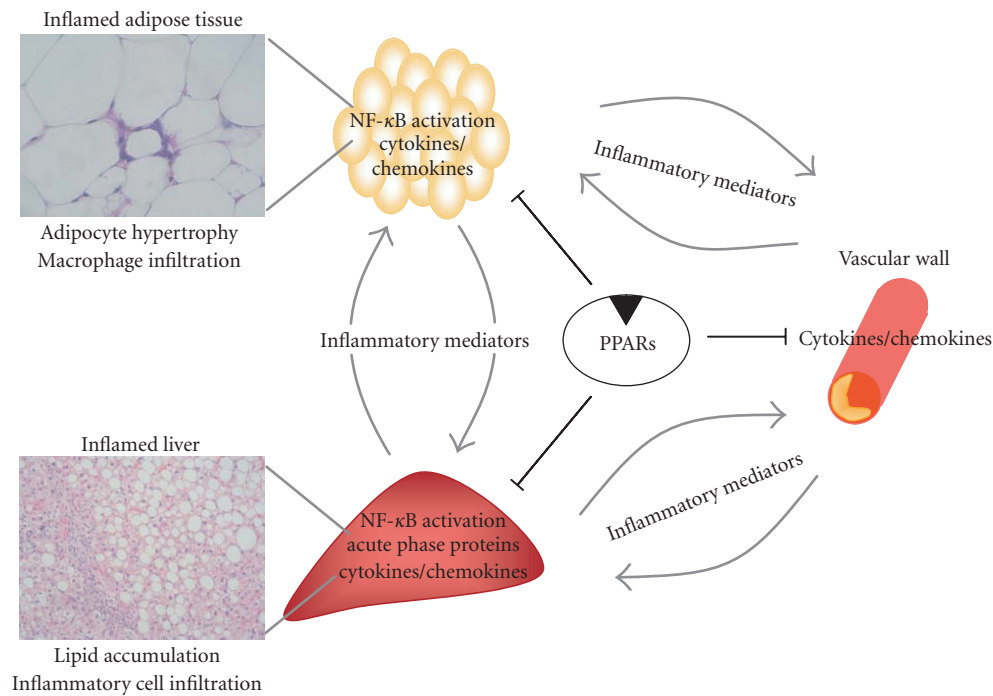 Inflamed adipose tissue
NF-κB activation
cytokines/
chemokines
Adipocyte hypertrophy
Macrophage infiltration
Inflammatory mediators
Vascular wall
Cytokines/chemokines
Inflammatory mediators
PPARs
Inflamed liver
NF-κB activation
acute phase proteins
cytokines/chemokines
Inflammatory mediators
Lipid accumulation
Inflammatory cell infiltration